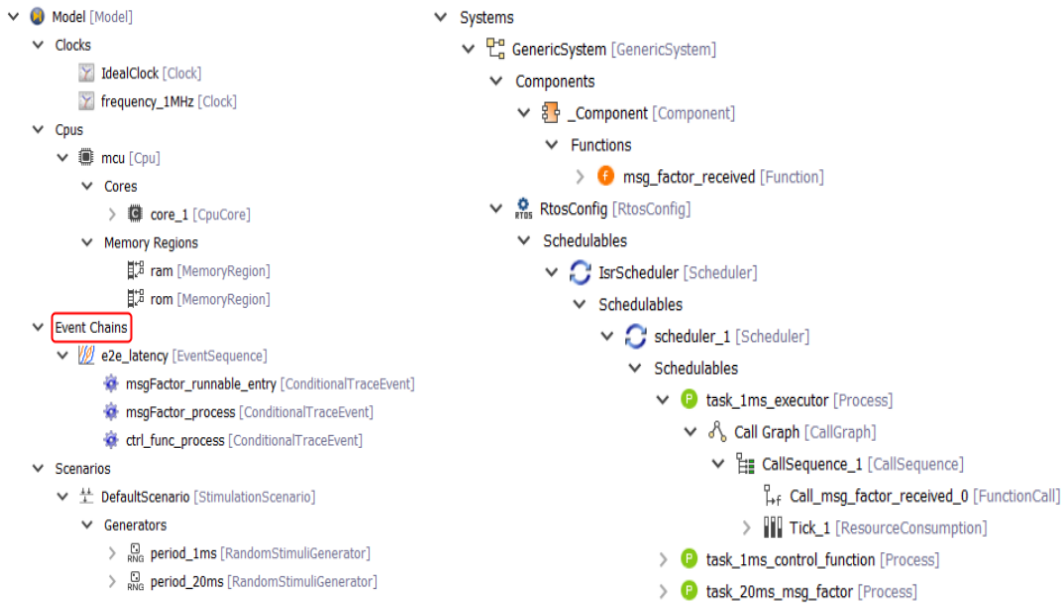 Model [Model]
Clocks
IdealClock [Clock]
frequency_1MHz [Clock]
Cpus
mcu [Cpu]
Cores
core_1 [CpuCore]
Memory Regions
ram [MemoryRegion]
rom [MemoryRegion]
Event Chains
e2e_latency [EventSequence]
msgFactor_runnable_entry [ConditionalTraceEvent]
msgFactor_process [ConditionalTraceEvent]
ctrl_func_process [ConditionalTraceEvent]
Scenarios
DefaultScenario [StimulationScenario]
Generators
RNG period_1ms [RandomStimuliGenerator]
RNG period_20ms [RandomStimuliGenerator]
Systems
GenericSystem [GenericSystem]
Components
_Component [Component]
Functions
f msg_factor_received [Function]
RTOS RtosConfig [RtosConfig]
Schedulables
IsrScheduler [Scheduler]
Schedulables
scheduler_1 [Scheduler]
Schedulables
P task_1ms_executor [Process]
Call Graph [CallGraph]
CallSequence_1 [CallSequence]
f Call_msg_factor_received_0 [FunctionCall]
Tick_1 [ResourceConsumption]
P task_1ms_control_function [Process]
P task_20ms_msg_factor [Process]